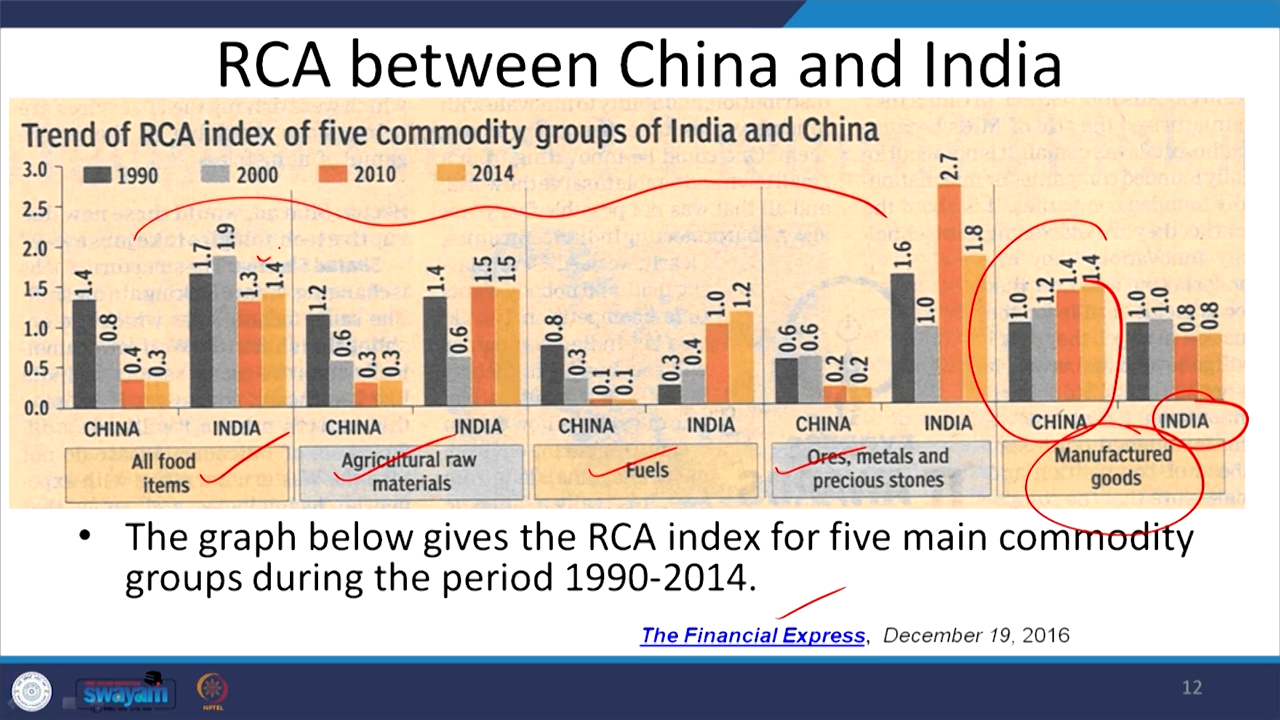 RCA between China and India
Trend of RCA index of five commodity groups of India and China
1990 2000 2010 2014
3.0
2.5
2.0
1.5
1.0
0.5
0.0
1.4 0.8 0.4 0.3 1.7 1.9 1.3 1.4
1.2 0.3 0.3 1.4 0.6 1.5 1.5
0.8 0.3 0.1 0.1 0.3 0.4 1.0 1.2
0.6 0.6 0.2 0.2 1.6 1.0 2.7 1.8
1.0 1.2 1.4 1.4 1.0 1.0 0.8 0.8
CHINA INDIA CHINA INDIA CHINA INDIA CHINA INDIA CHINA INDIA
All food
items
Agricultural raw
materials
Fuels
Ores, metals and
precious stones
Manufactured
goods
• The graph below gives the RCA index for five main commodity
groups during the period 1990-2014.
The Financial Express, December 19, 2016
swayam
NPTEL
12